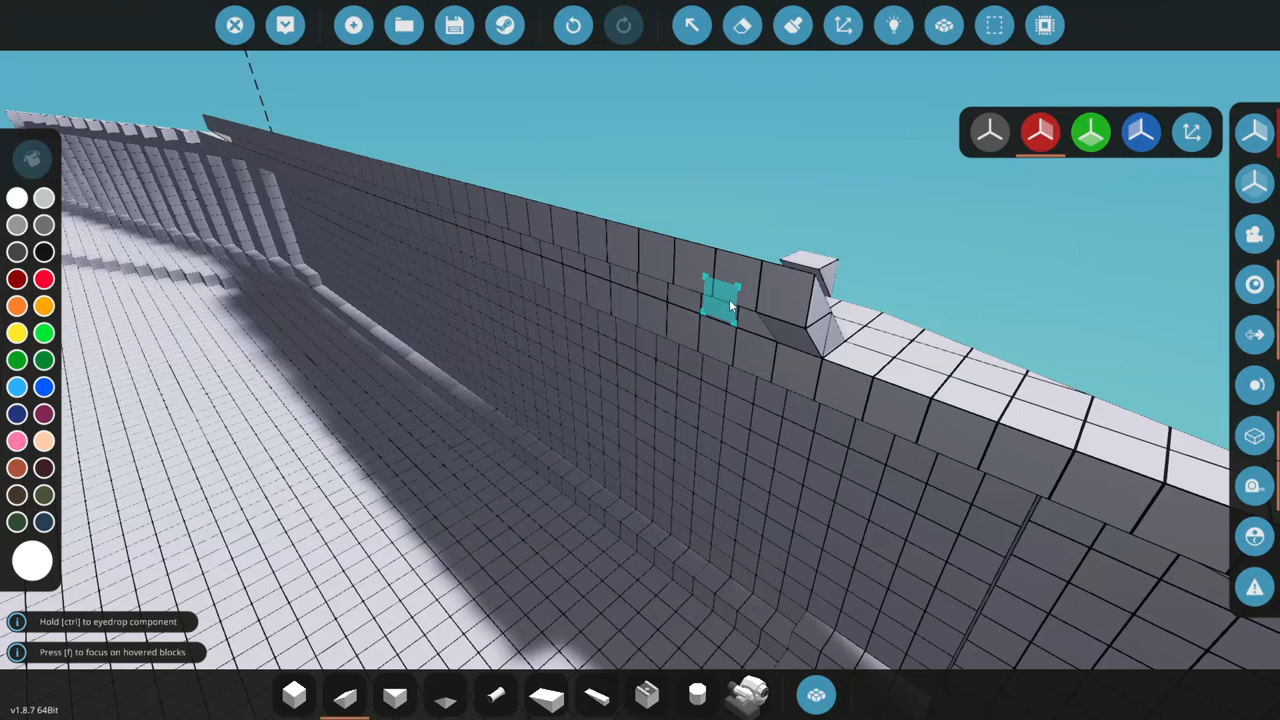 Hold [ctrl] to eyedrop component
Press [f] to focus on hovered blocks
v1.8.7 64Bit